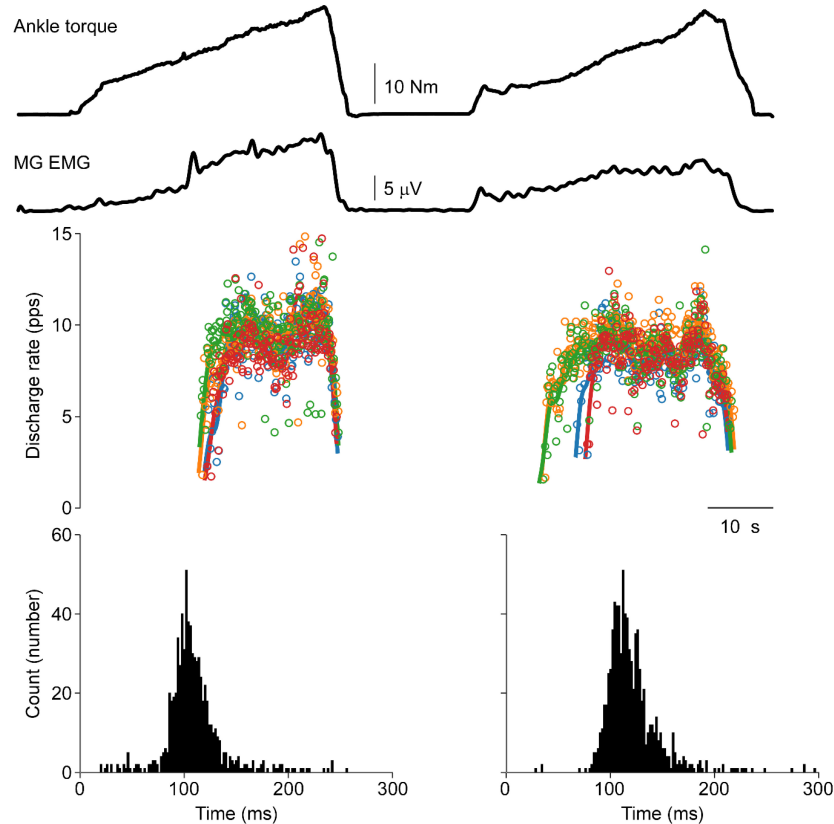 Ankle torque
10 Nm
MG EMG
5 μV
15
10
5
0
Discharge rate (pps)
10 s
60
40
20
0
Count (number)
0 100 200 300
0 100 200 300
Time (ms)
Time (ms)